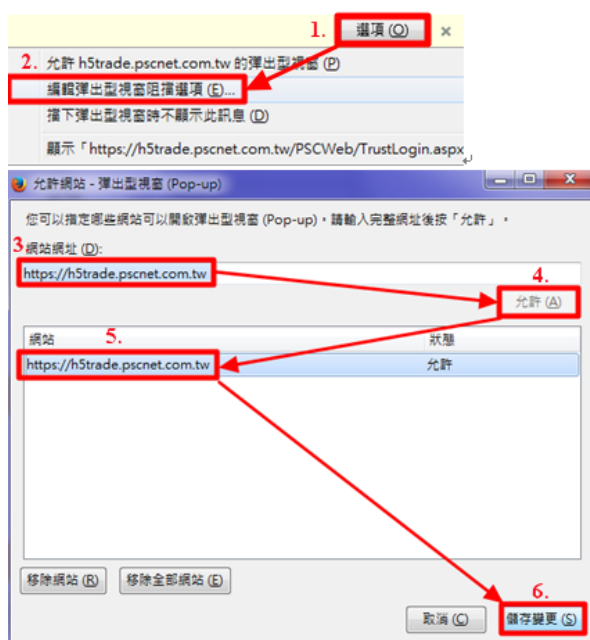 1. 選項 (O) ×
2. 允許 h5trade.pscnet.com.tw 的彈出型視窗 (P)
編輯彈出型視窗阻擋選項 (E)...
擋下彈出型視窗時不顯示此訊息 (D)
顯示「https://h5trade.pscnet.com.tw/PSCWeb/TrustLogin.aspx
允許網站 - 彈出型視窗 (Pop-up)
您可以指定哪些網站可以開啟彈出型視窗 (Pop-up)，請輸入完整網址後按「允許」。
3 網站網址 (D):
https://h5trade.pscnet.com.tw
4.
允許 (A)
網站 5. 狀態
https://h5trade.pscnet.com.tw 允許
移除網站 (R) 移除全部網站 (E)
6.
取消 (C) 儲存變更 (S)